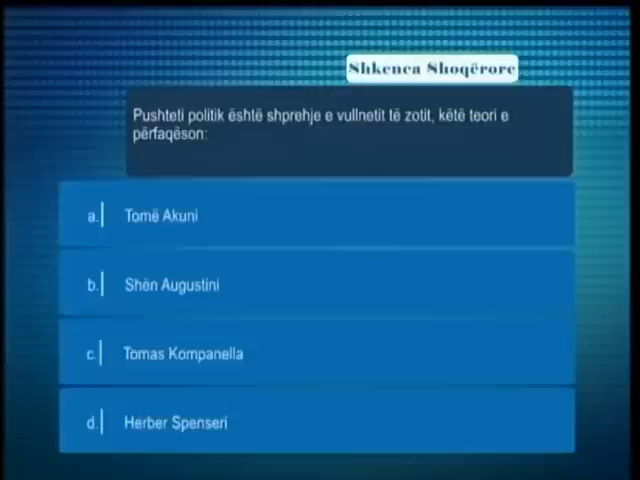 Shkenca Shoqërore
Pushteti politik është shprehje e vullnetit të zotit, këtë teori e
përfaqëson:
a. Tomë Akuni
b. Shën Augustini
c. Tomas Kompanella
d. Herber Spenseri